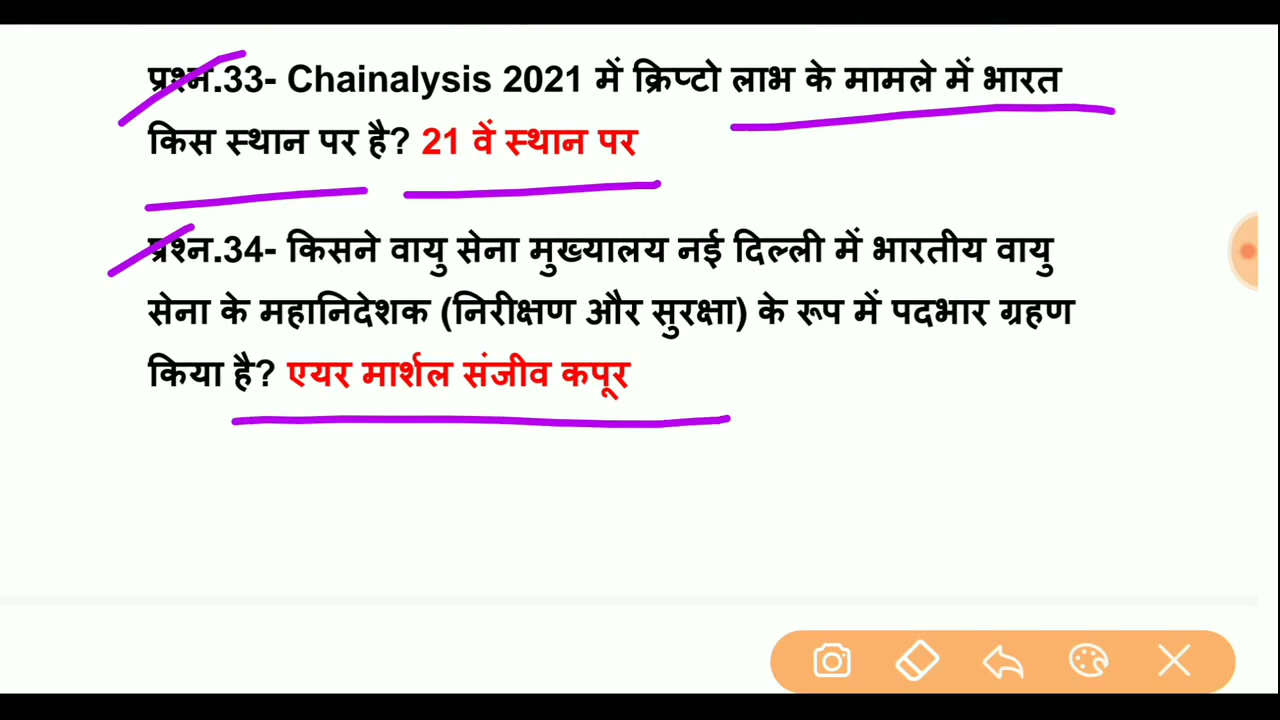 प्रश्न.33- Chainalysis 2021 में क्रिप्टो लाभ के मामले में भारत
किस स्थान पर है? 21 वें स्थान पर
प्रश्न.34- किसने वायु सेना मुख्यालय नई दिल्ली में भारतीय वायु
सेना के महानिदेशक (निरीक्षण और सुरक्षा) के रूप में पदभार ग्रहण
किया है? एयर मार्शल संजीव कपूर